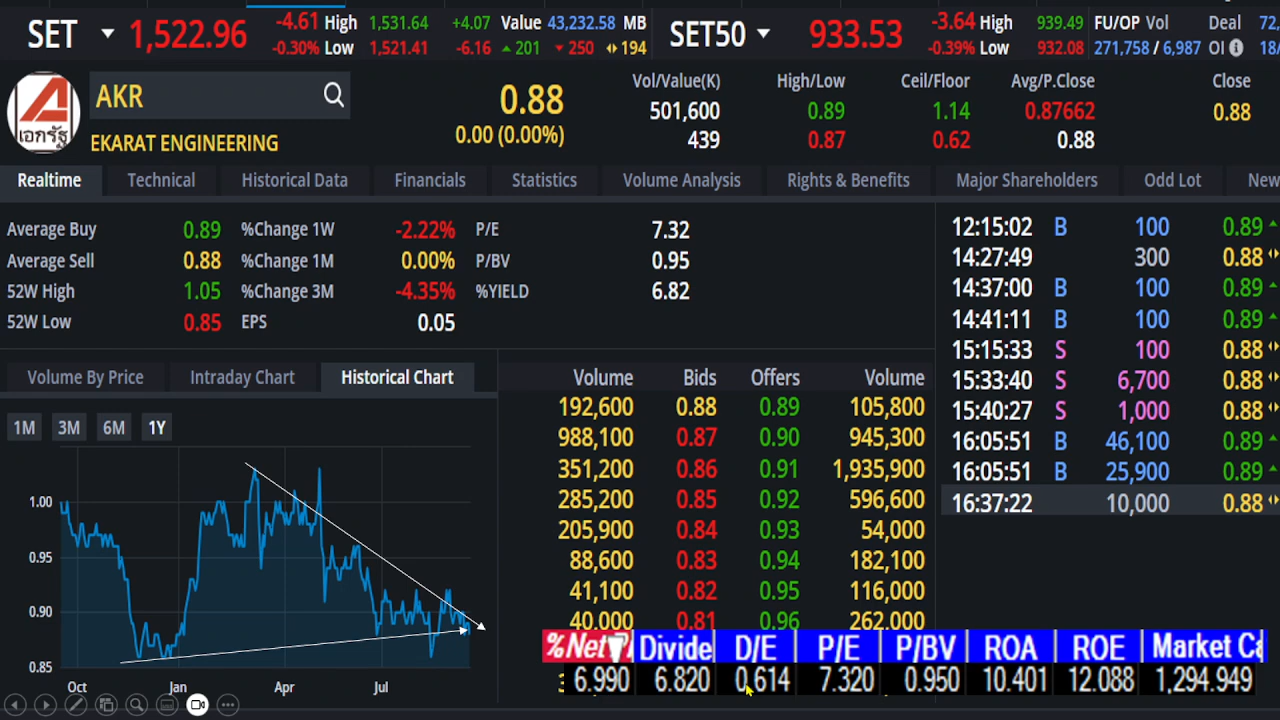 SET 1,522.96 -4.61 High 1,531.64 +4.07 Value 43,232.58 MB SET50 933.53 -3.64 High 939.49 FU/OP Vol Deal 72,
-0.30% Low 1,521.41 -6.16 201 250 194 -0.39% Low 932.08 271,758 / 6,987 OI 18/
เอกรัฐ
AKR 0.88 Vol/Value(K) High/Low Ceil/Floor Avg/P.Close Close
501,600 0.89 1.14 0.87662 0.88
EKARAT ENGINEERING 0.00 (0.00%) 439 0.87 0.62 0.88
Realtime Technical Historical Data Financials Statistics Volume Analysis Rights & Benefits Major Shareholders Odd Lot New
Average Buy 0.89 %Change 1W -2.22% P/E 7.32
Average Sell 0.88 %Change 1M 0.00% P/BV 0.95
52W High 1.05 %Change 3M -4.35% %YIELD 6.82
52W Low 0.85 EPS 0.05
12:15:02 B 100 0.89
14:27:49 300 0.88
14:37:00 B 100 0.89
14:41:11 B 100 0.89
15:15:33 S 100 0.88
15:33:40 S 6,700 0.88
15:40:27 S 1,000 0.88
16:05:51 B 46,100 0.89
16:05:51 B 25,900 0.89
16:37:22 10,000 0.88
Volume By Price Intraday Chart Historical Chart
1M 3M 6M 1Y
1.00
0.95
0.90
0.85
Oct Jan Apr Jul
Volume Bids Offers Volume
192,600 0.88 0.89 105,800
988,100 0.87 0.90 945,300
351,200 0.86 0.91 1,935,900
285,200 0.85 0.92 596,600
205,900 0.84 0.93 54,000
88,600 0.83 0.94 182,100
41,100 0.82 0.95 116,000
40,000 0.81 0.96 262,000
Divide D/E P/E P/BV ROA ROE Market Ca
6.990 6.820 0.614 7.320 0.950 10.401 12.088 1,294.949